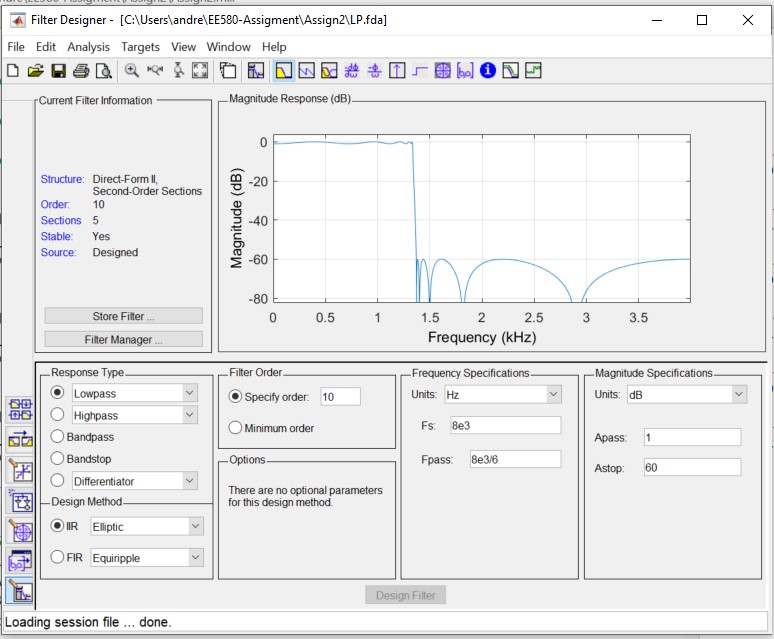 Filter Designer - [C:\Users\andre\EE580-Assigment\Assign2\LP.fda]
File Edit Analysis Targets View Window Help
Current Filter Information
Structure: Direct-Form II,
Second-Order Sections
Order: 10
Sections 5
Stable: Yes
Source: Designed
Store Filter ...
Filter Manager ...
Magnitude Response (dB)
0
-20
-40
-60
-80
Magnitude (dB)
0 0.5 1 1.5 2 2.5 3 3.5
Frequency (kHz)
Response Type
Lowpass
Highpass
Bandpass
Bandstop
Differentiator
Design Method
IIR Elliptic
FIR Equiripple
Filter Order
Specify order: 10
Minimum order
Options
There are no optional parameters
for this design method.
Frequency Specifications
Units: Hz
Fs: 8e3
Fpass: 8e3/6
Magnitude Specifications
Units: dB
Apass: 1
Astop: 60
Design Filter
Loading session file ... done.